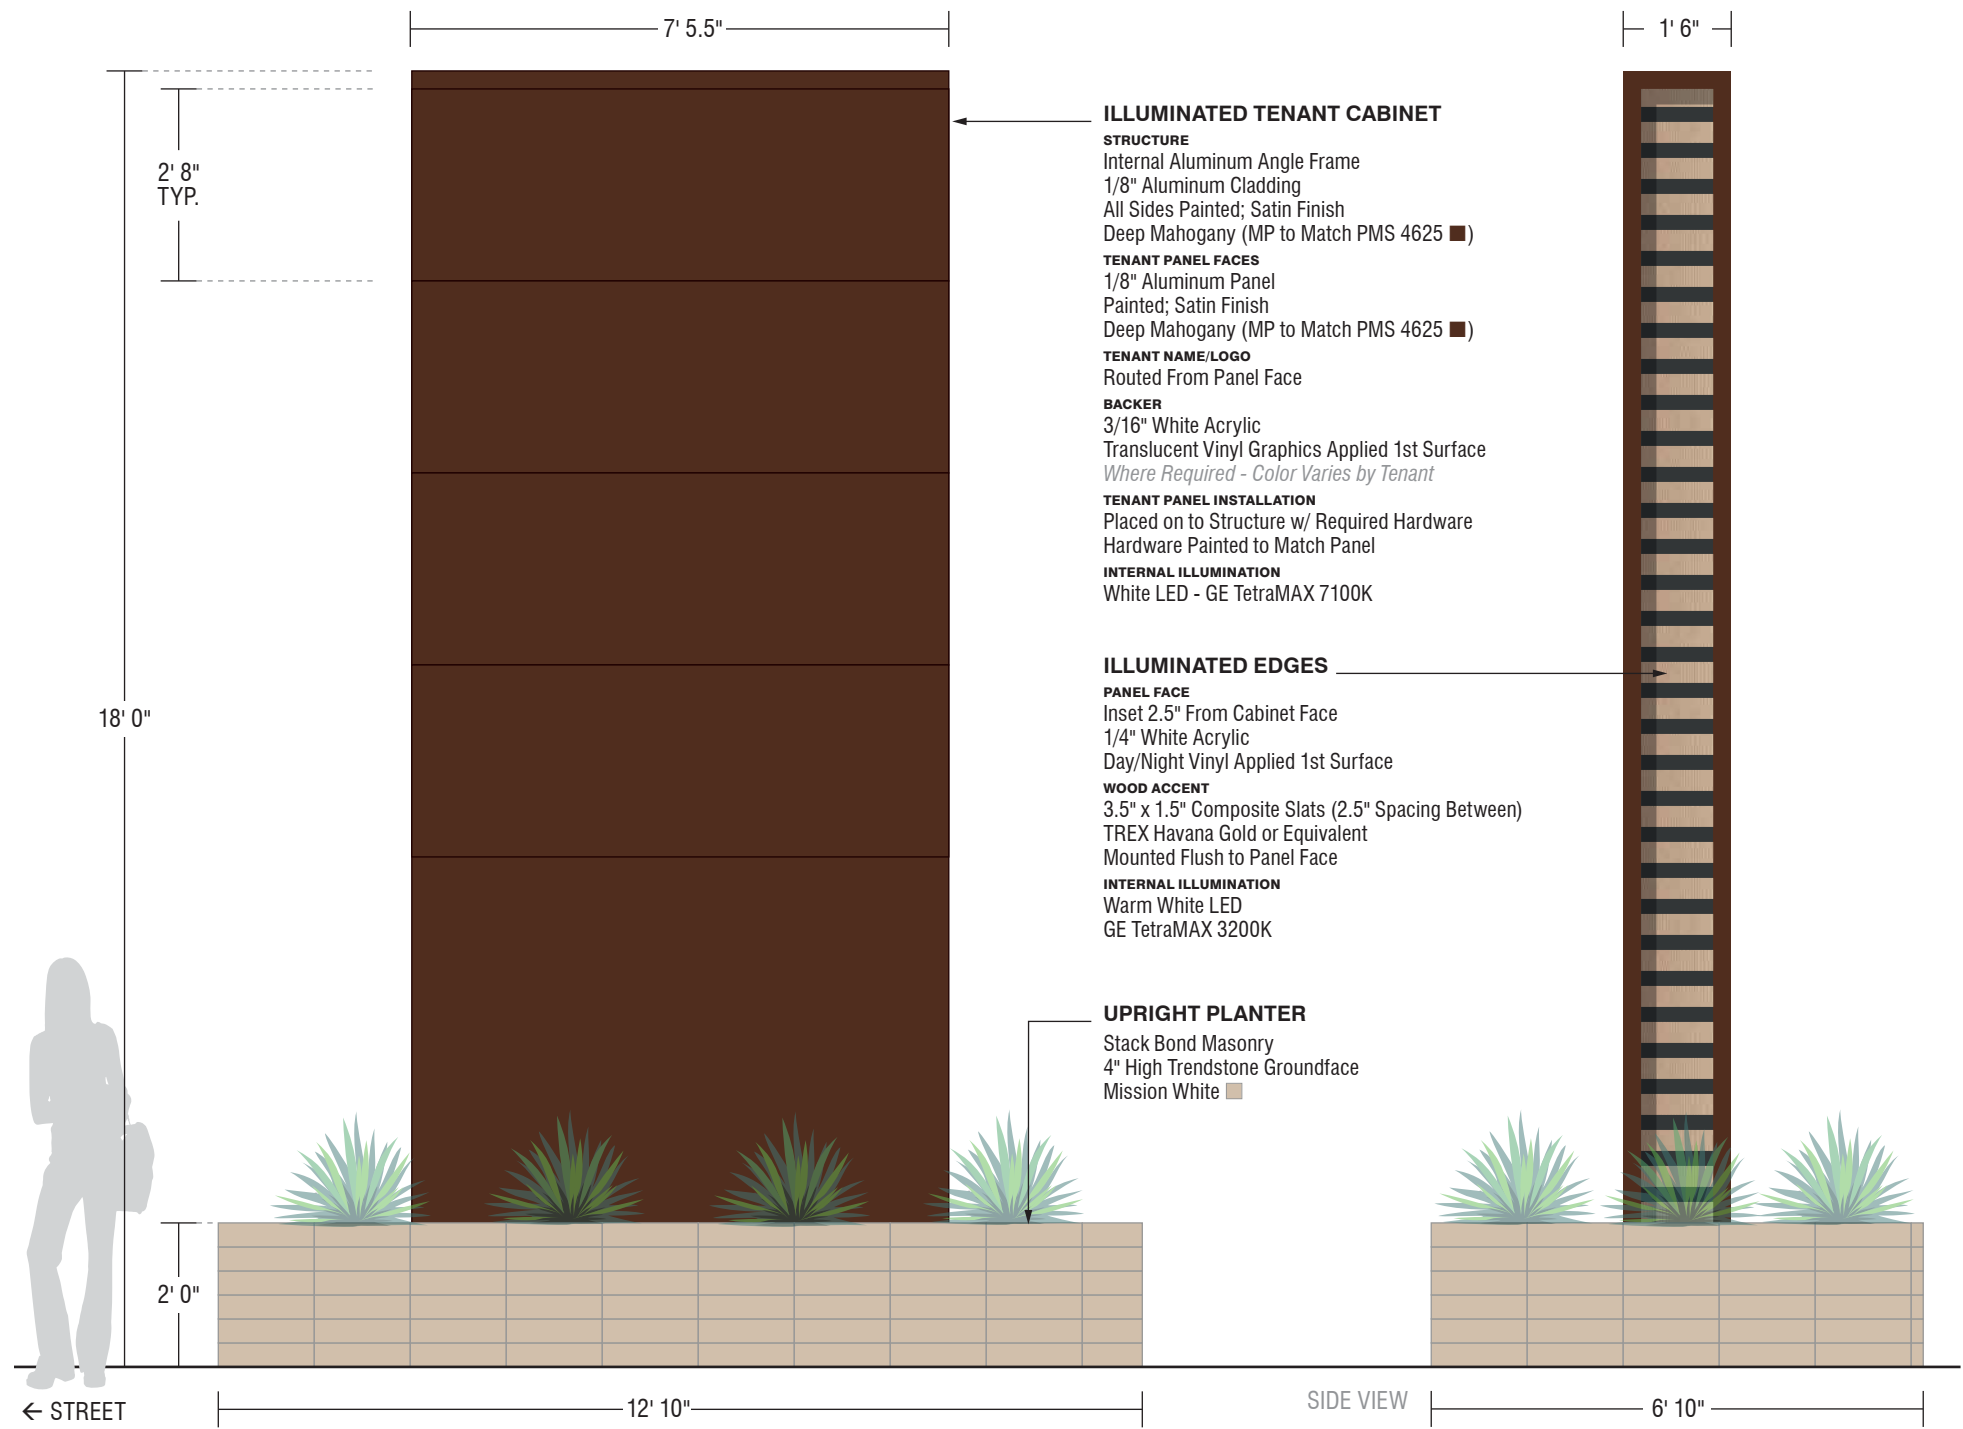 7' 5.5"
1' 6"
2' 8"
TYP.
18' 0"
2' 0"
ILLUMINATED TENANT CABINET
STRUCTURE
Internal Aluminum Angle Frame
1/8" Aluminum Cladding
All Sides Painted; Satin Finish
Deep Mahogany (MP to Match PMS 4625 ■)
TENANT PANEL FACES
1/8" Aluminum Panel
Painted; Satin Finish
Deep Mahogany (MP to Match PMS 4625 ■)
TENANT NAME/LOGO
Routed From Panel Face
BACKER
3/16" White Acrylic
Translucent Vinyl Graphics Applied 1st Surface
Where Required - Color Varies by Tenant
TENANT PANEL INSTALLATION
Placed on to Structure w/ Required Hardware
Hardware Painted to Match Panel
INTERNAL ILLUMINATION
White LED - GE TetraMAX 7100K
ILLUMINATED EDGES
PANEL FACE
Inset 2.5" From Cabinet Face
1/4" White Acrylic
Day/Night Vinyl Applied 1st Surface
WOOD ACCENT
3.5" x 1.5" Composite Slats (2.5" Spacing Between)
TREX Havana Gold or Equivalent
Mounted Flush to Panel Face
INTERNAL ILLUMINATION
Warm White LED
GE TetraMAX 3200K
UPRIGHT PLANTER
Stack Bond Masonry
4" High Trendstone Groundface
Mission White
← STREET
12' 10"
SIDE VIEW
6' 10"